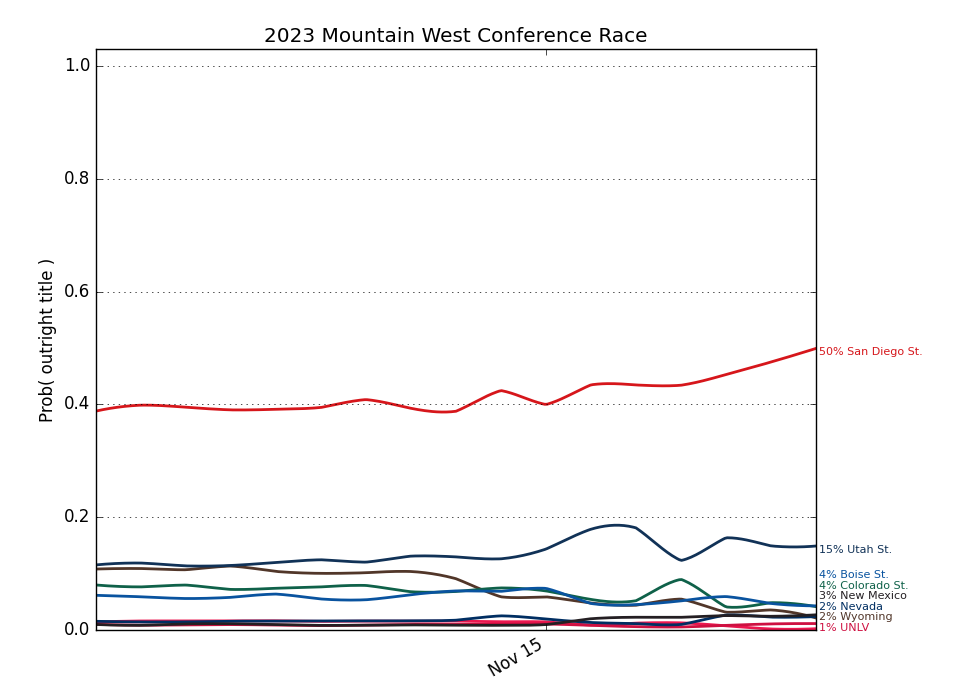 2023 Mountain West Conference Race
Prob( outright title )
1.0
0.8
0.6
0.4
0.2
0.0
Nov 15
50% San Diego St.
15% Utah St.
4% Boise St.
4% Colorado St.
3% New Mexico
2% Nevada
2% Wyoming
1% UNLV